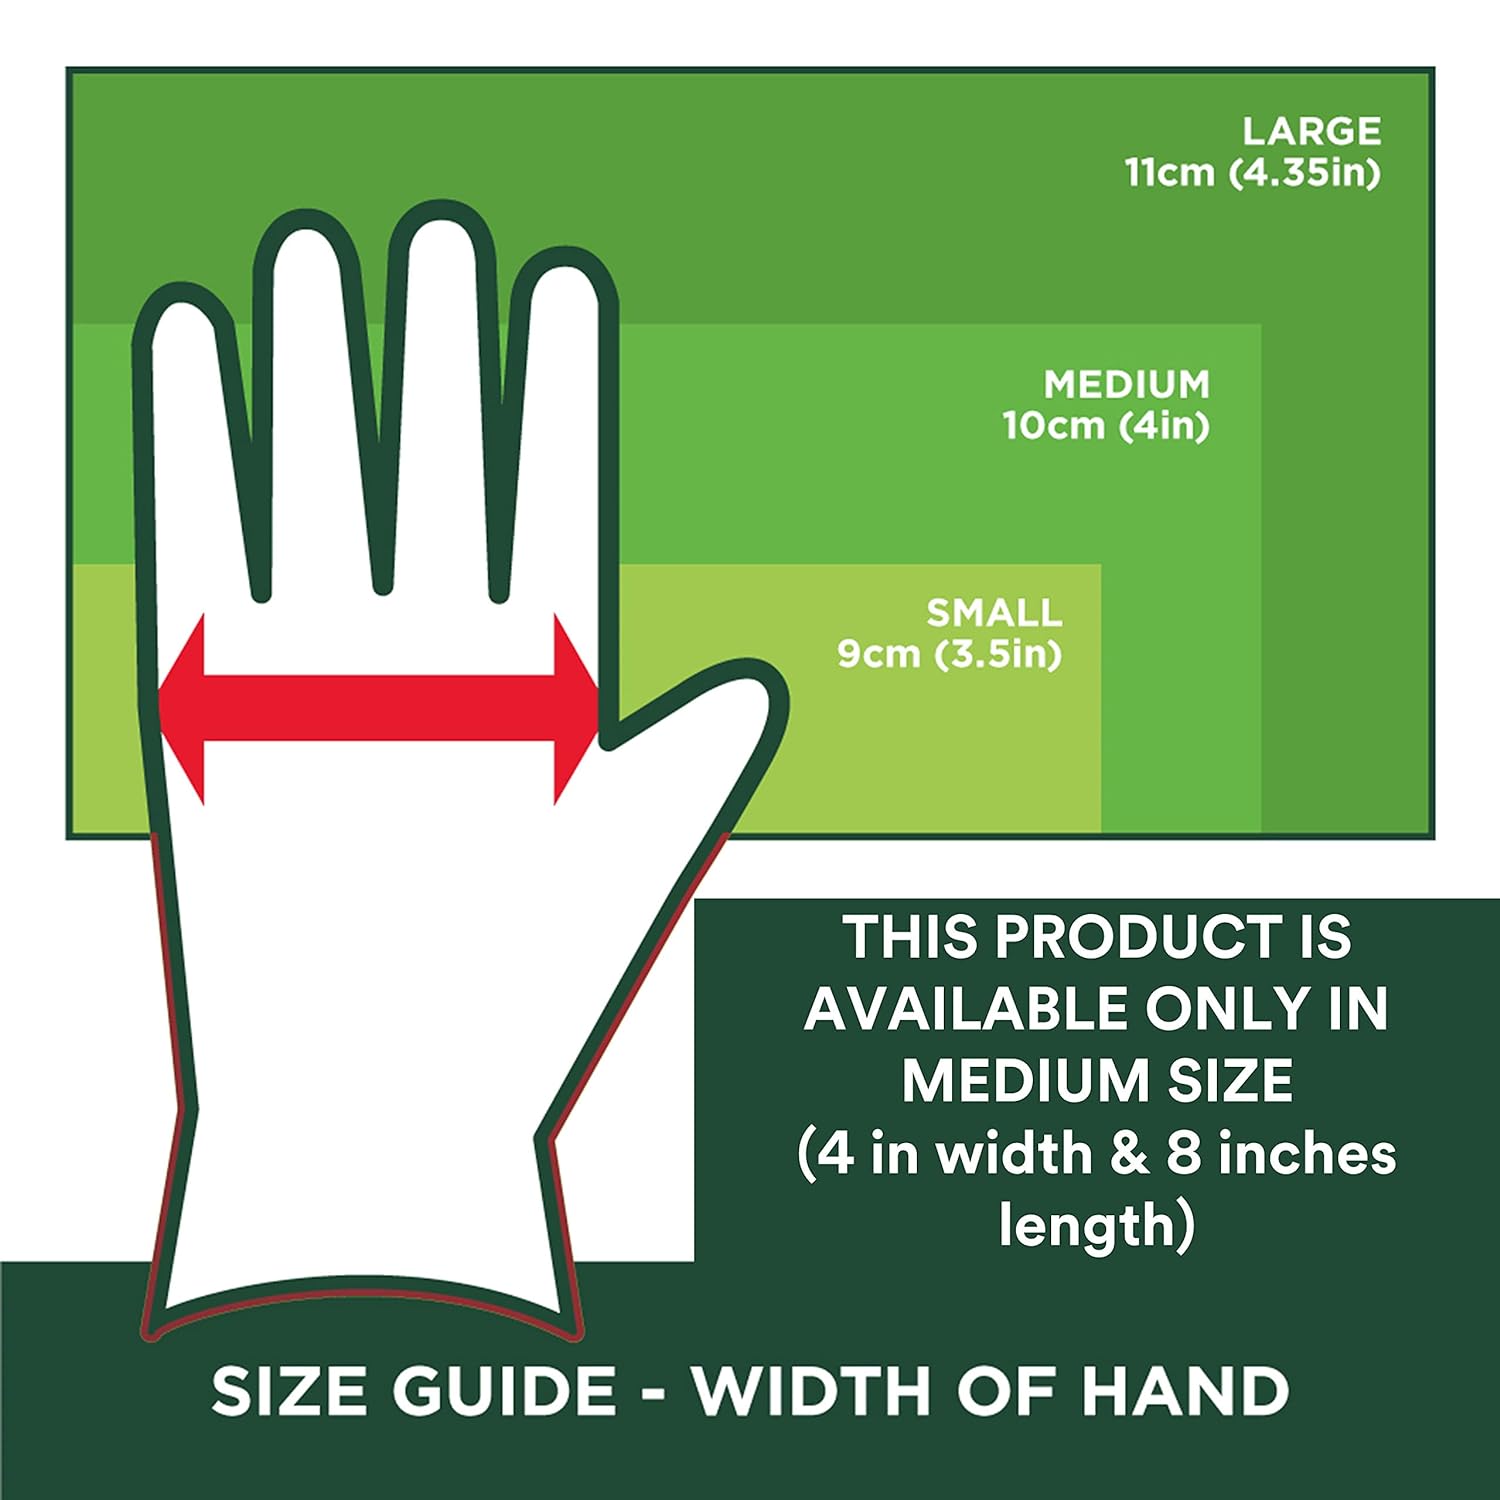 LARGE
11cm (4.35in)
MEDIUM
10cm (4in)
SMALL
9cm (3.5in)
THIS PRODUCT IS
AVAILABLE ONLY IN
MEDIUM SIZE
(4 in width & 8 inches
length)
SIZE GUIDE - WIDTH OF HAND